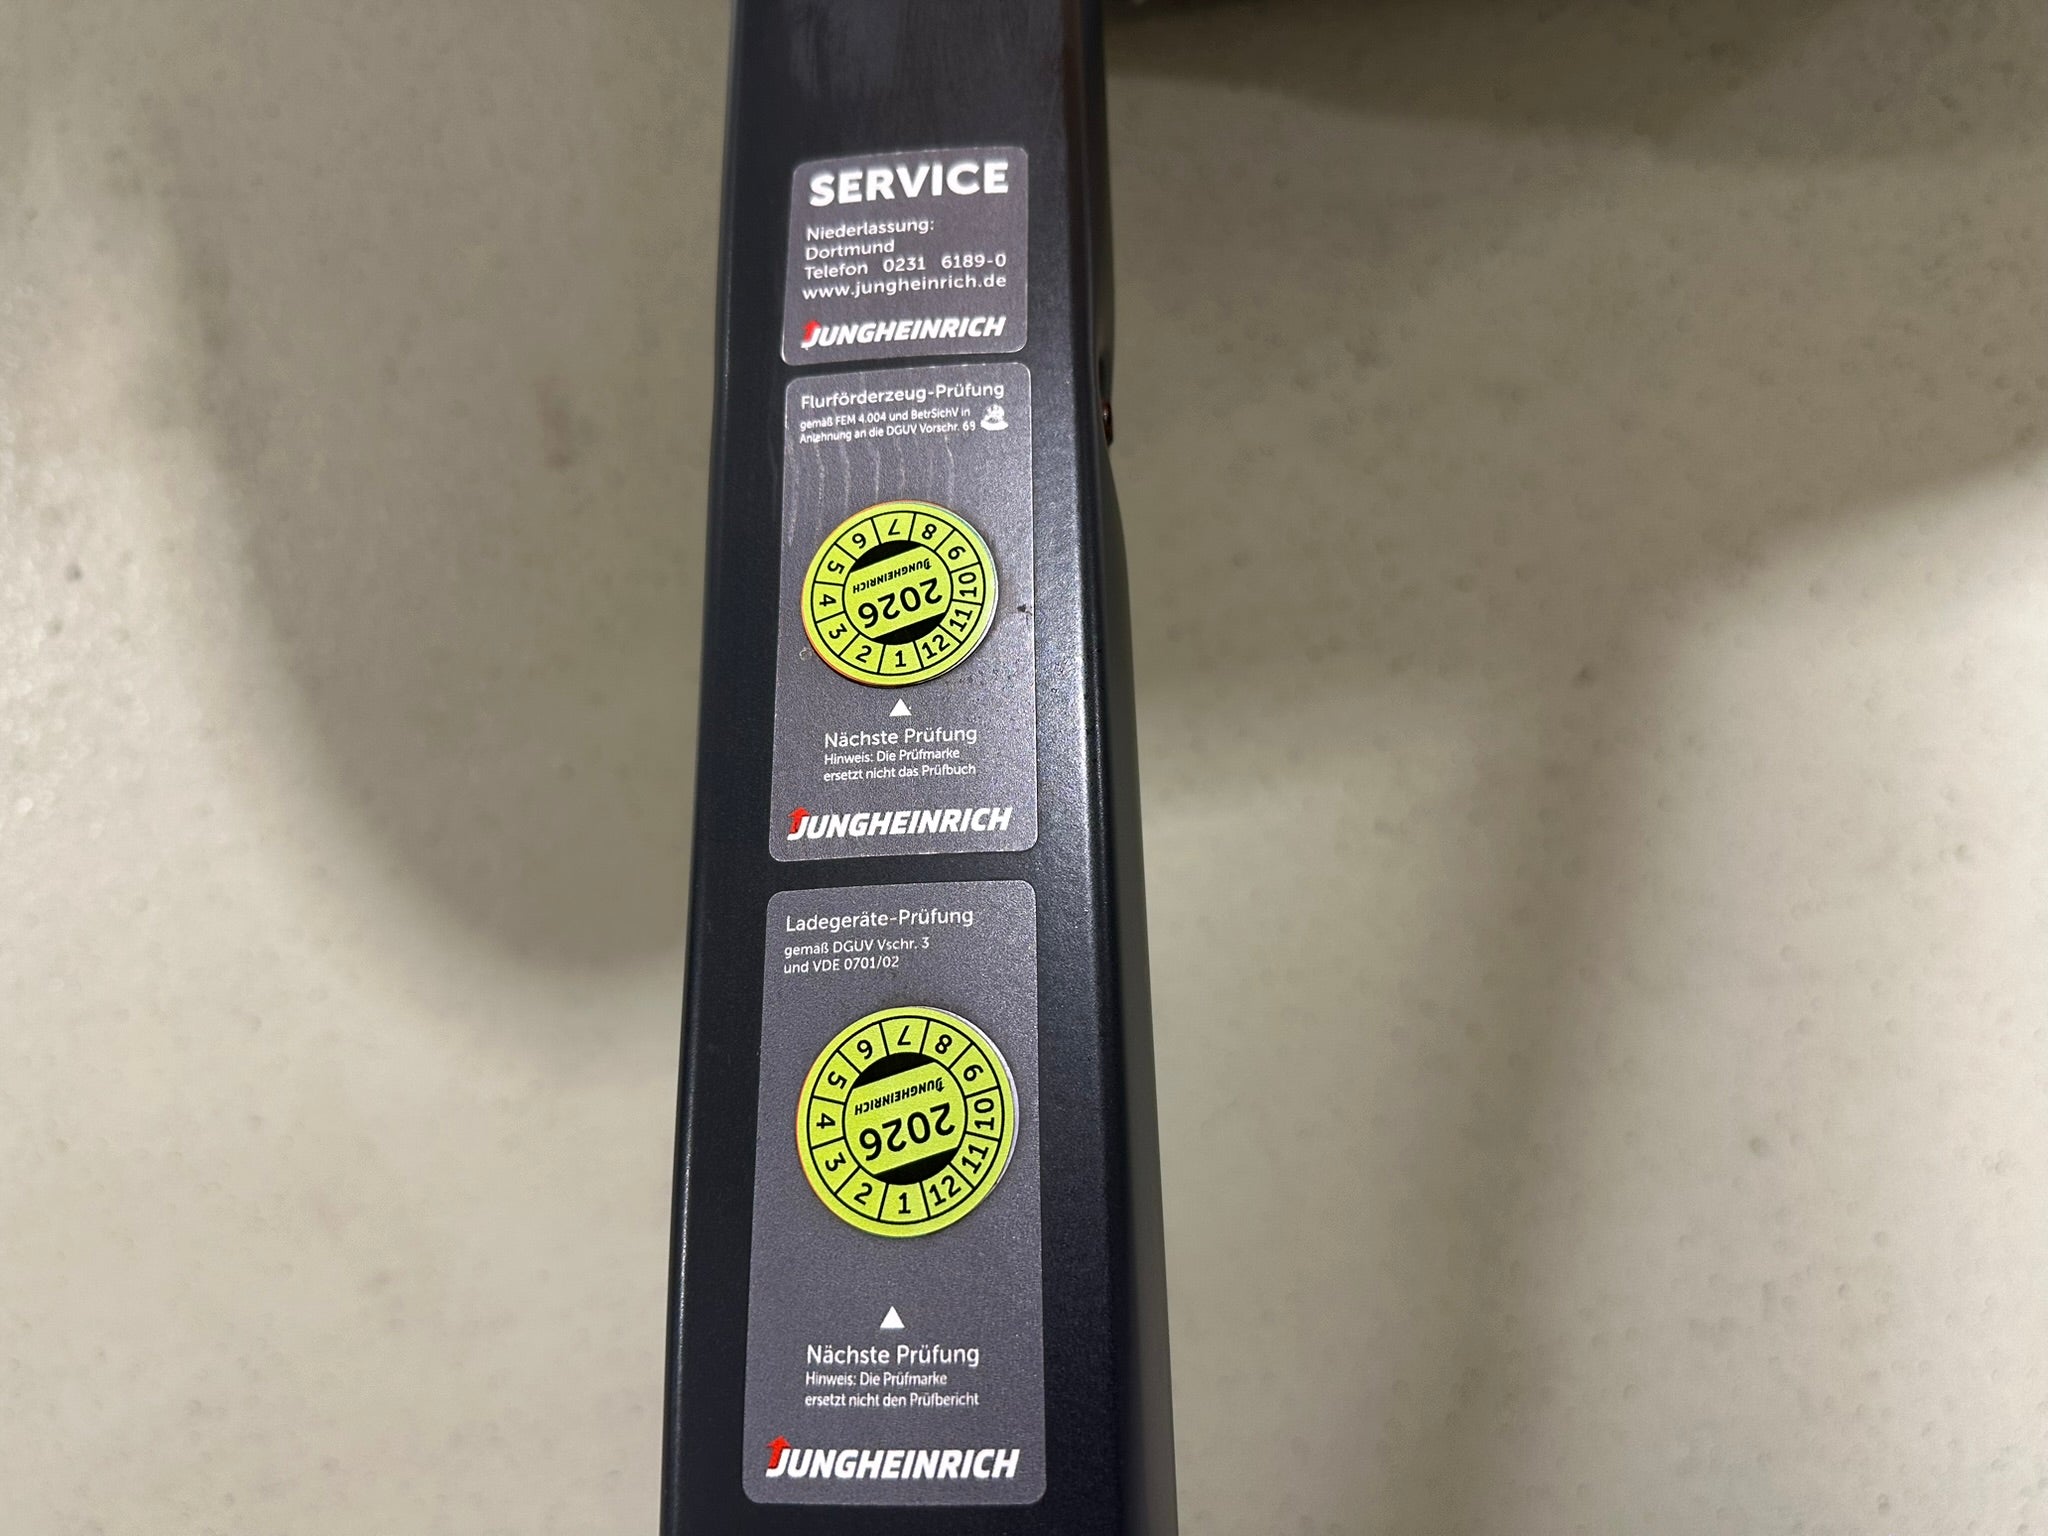 SERVICE
Niederlassung:
Dortmund
Telefon 0231 6189-0
www.jungheinrich.de
JUNGHEINRICH
Flurförderzeug-Prüfung
gemäß FEM 4.004 und BetrSichV in
Anlehnung an die DGUV Vorschr. 68
1 2 3 4 5 6 7 8 9 10 11 12
JUNGHEINRICH
2026
Nächste Prüfung
Hinweis: Die Prüfmarke
ersetzt nicht das Prüfbuch
JUNGHEINRICH
Ladegeräte-Prüfung
gemäß DGUV Vschr. 3
und VDE 0701/02
1 2 3 4 5 6 7 8 9 10 11 12
JUNGHEINRICH
2026
Nächste Prüfung
Hinweis: Die Prüfmarke
ersetzt nicht den Prüfbericht
JUNGHEINRICH